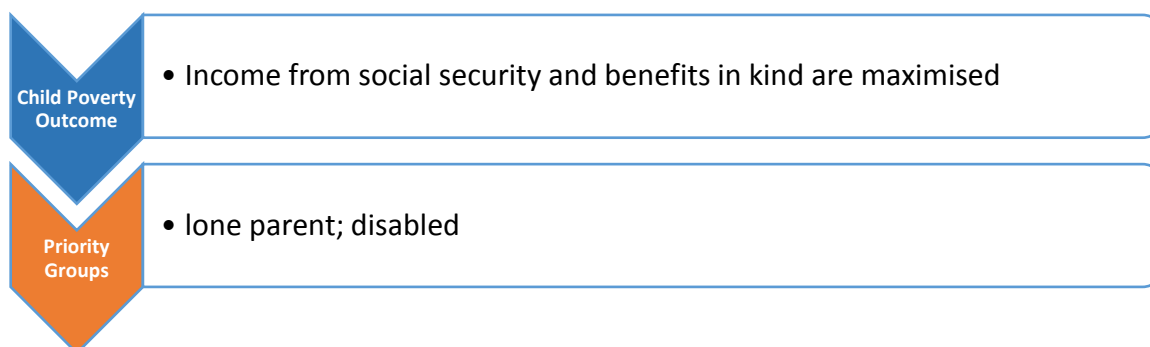 Child Poverty
Outcome
• Income from social security and benefits in kind are maximised
Priority
Groups
• lone parent; disabled